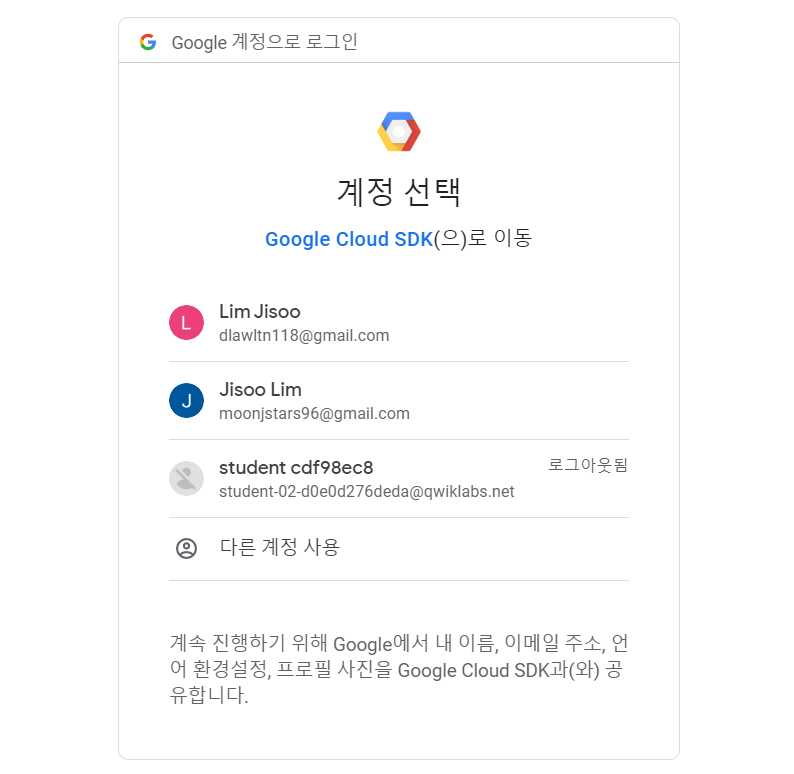 Google 계정으로 로그인
계정 선택
Google Cloud SDK(으)로 이동
L
Lim Jisoo
dlawltn118@gmail.com
J
Jisoo Lim
moonjstars96@gmail.com
student cdf98ec8
로그아웃됨
student-02-d0e0d276deda@qwiklabs.net
다른 계정 사용
계속 진행하기 위해 Google에서 내 이름, 이메일 주소, 언
어 환경설정, 프로필 사진을 Google Cloud SDK과(와) 공
유합니다.